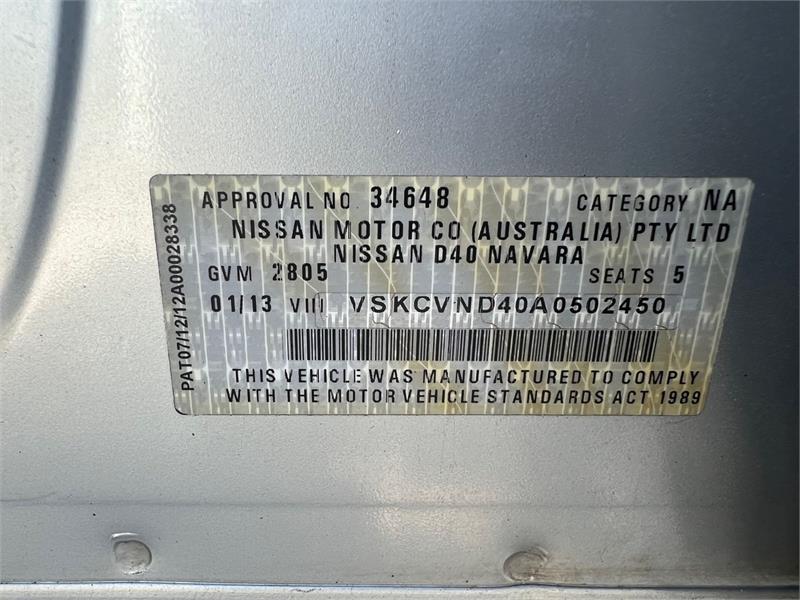 APPROVAL NO. 34648 CATEGORY NA
NISSAN MOTOR CO (AUSTRALIA) PTY LTD
NISSAN D40 NAVARA
GVM 2805 SEATS 5
01/13 VIN VSKCVND40A0502450
THIS VEHICLE WAS MANUFACTURED TO COMPLY
WITH THE MOTOR VEHICLE STANDARDS ACT 1989
PAT07/12/12A00028338